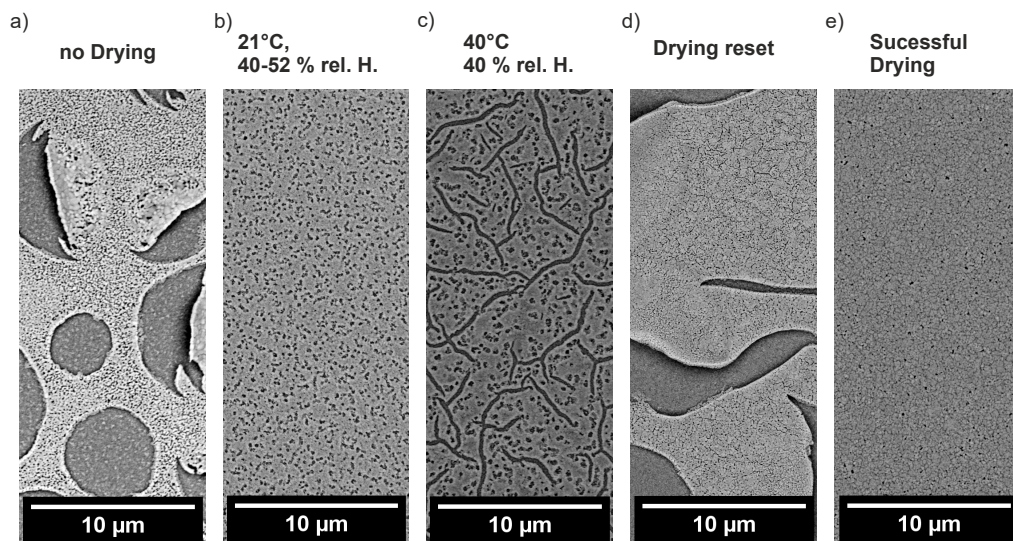 a)
no Drying
b)
21°C,
40-52 % rel. H.
c)
40°C
40 % rel. H.
d)
Drying reset
e)
Sucessful
Drying
10 µm
10 µm
10 µm
10 µm
10 µm